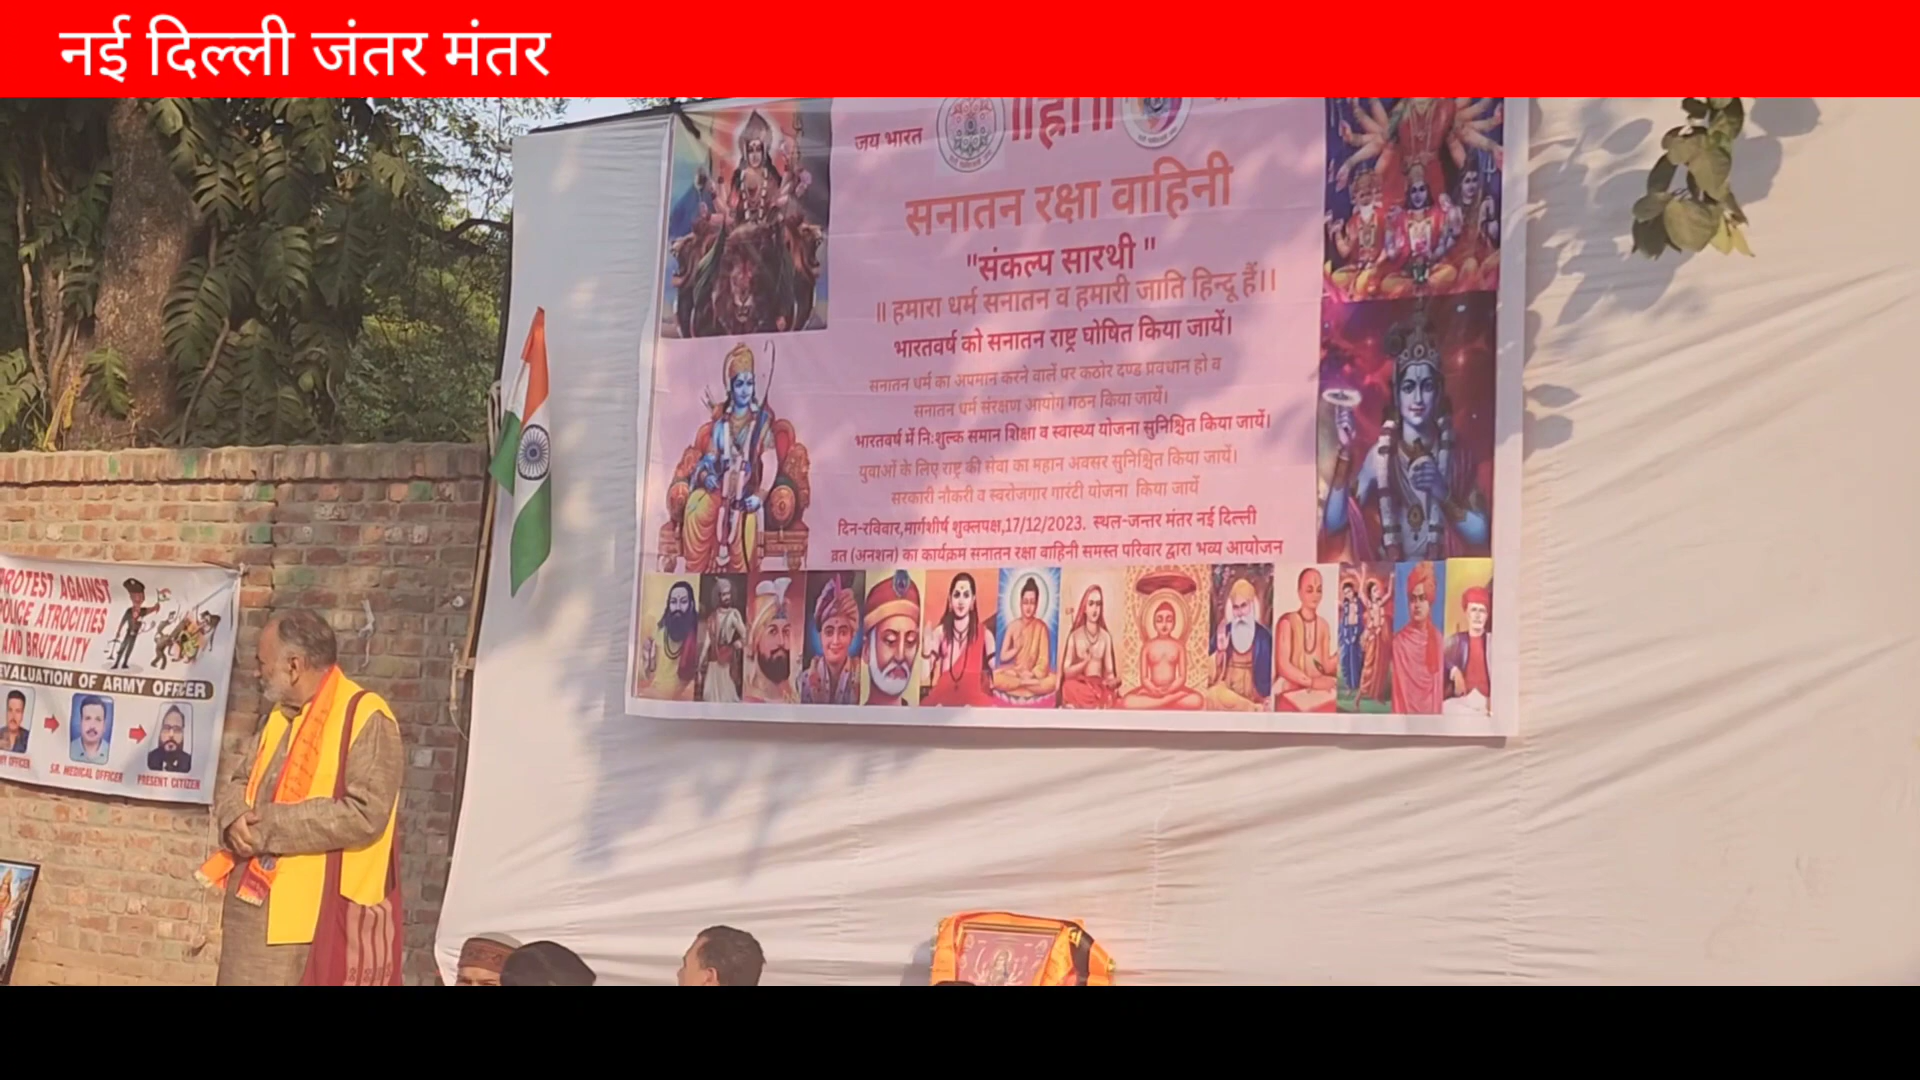 नई दिल्ली जंतर मंतर
जय भारत
सनातन रक्षा वाहिनी
"संकल्प सारथी "
॥ हमारा धर्म सनातन व हमारी जाति हिन्दू हैं।।
भारतवर्ष को सनातन राष्ट्र घोषित किया जायें।
सनातन धर्म का अपमान करने वालें पर कठोर दण्ड प्रवधान हो व
सनातन धर्म संरक्षण आयोग गठन किया जायें।
भारतवर्ष में निःशुल्क समान शिक्षा व स्वास्थ्य योजना सुनिश्चित किया जायें।
युवाओं के लिए राष्ट्र की सेवा का महान अवसर सुनिश्चित किया जायें।
सरकारी नौकरी व स्वरोजगार गारंटी योजना किया जायें
दिन-रविवार,मार्गशीर्ष शुक्लपक्ष,17/12/2023. स्थल-जन्तर मंतर नई दिल्ली
व्रत (अनशन) का कार्यक्रम सनातन रक्षा वाहिनी समस्त परिवार द्वारा भव्य आयोजन
PROTEST AGAINST
POLICE ATROCITIES
AND BRUTALITY
EVALUATION OF ARMY OFFICER
OFFICER
SR. MEDICAL OFFICER
PRESENT CITIZEN